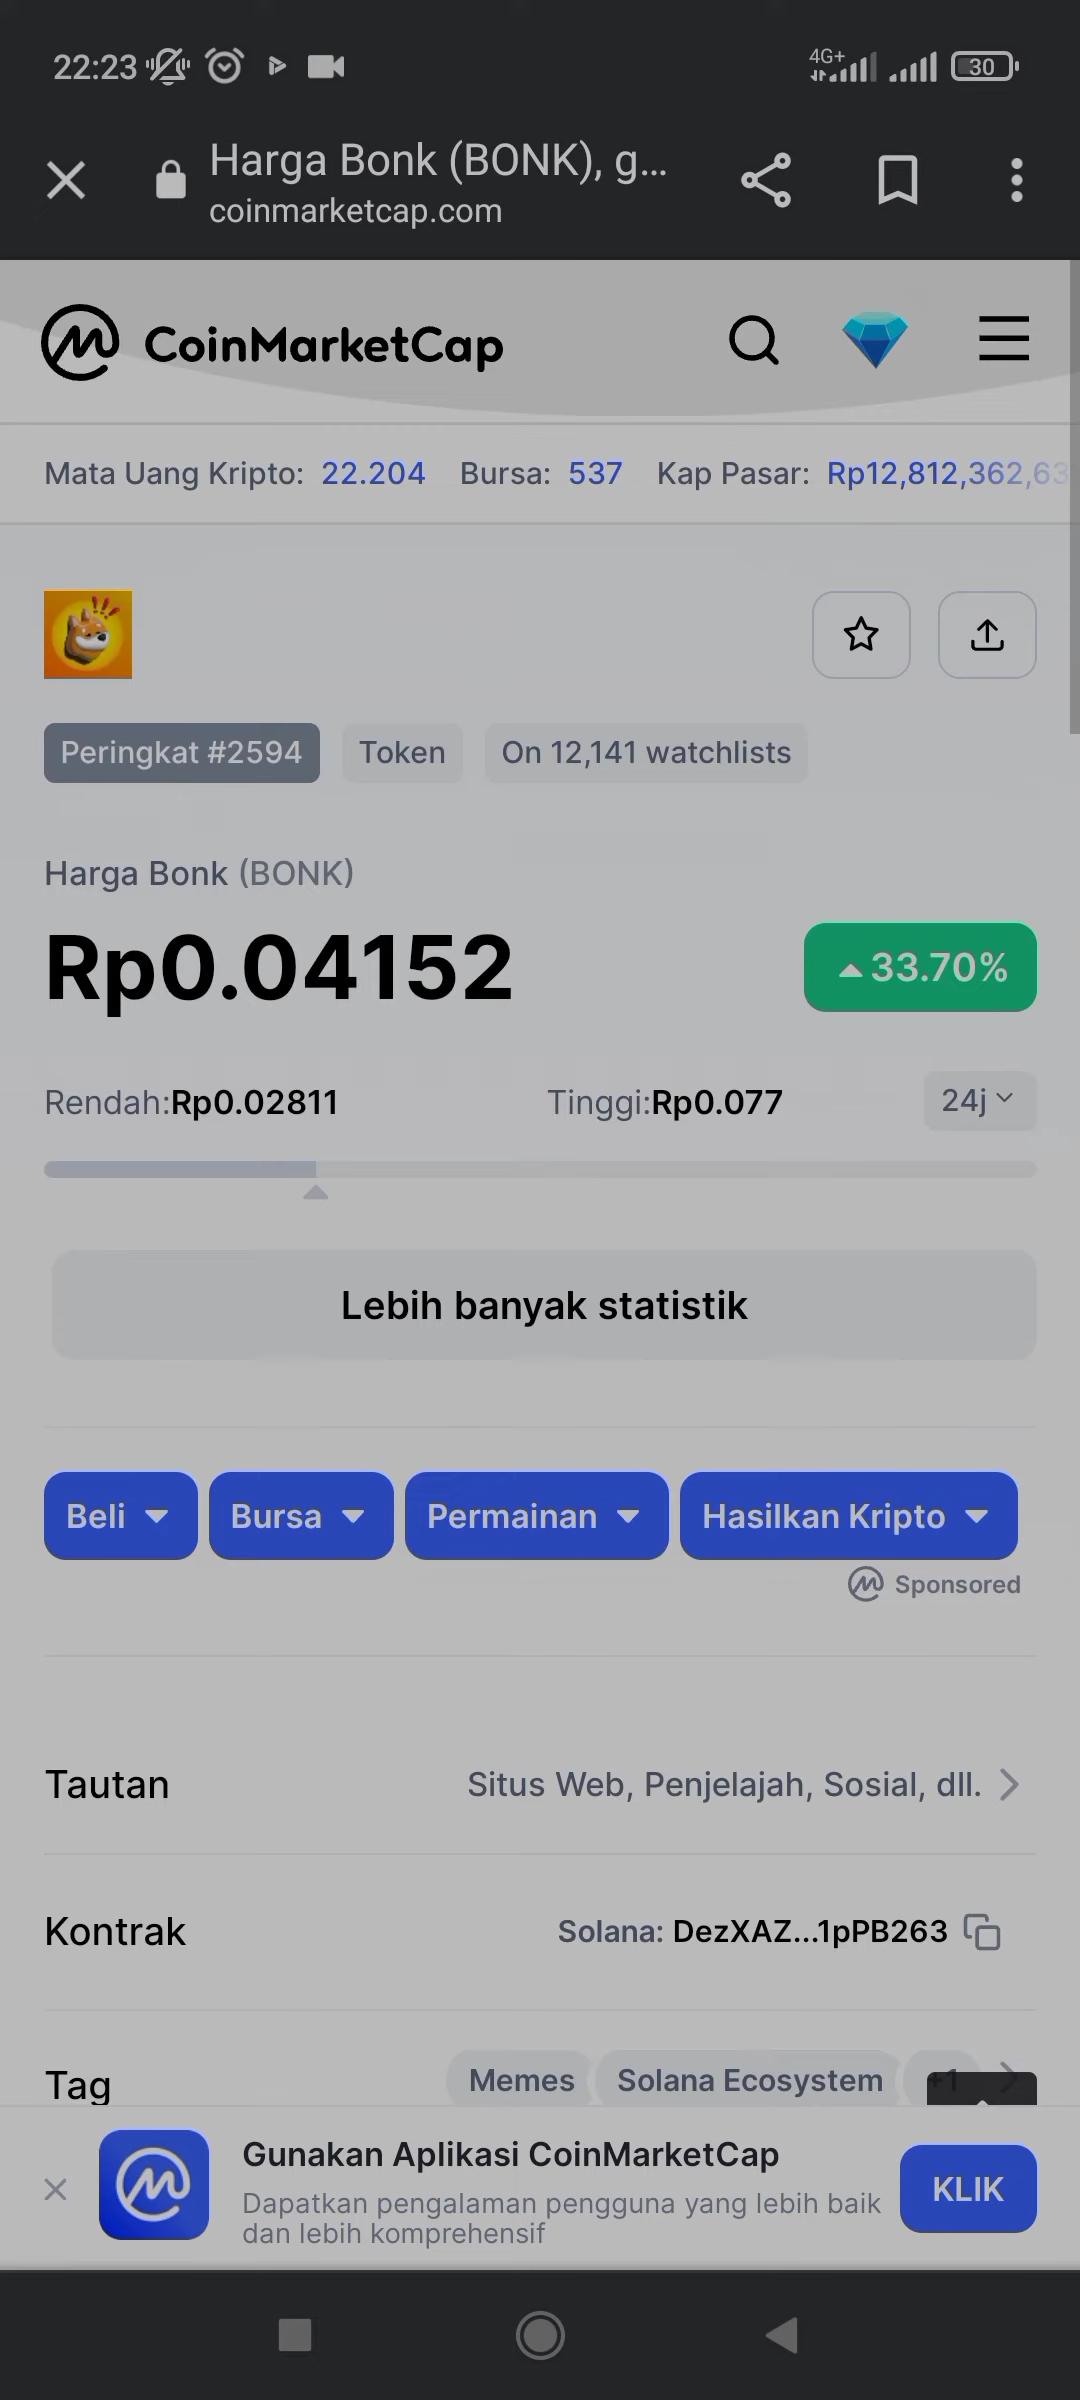 22:23
4G+
30
Harga Bonk (BONK), g...
coinmarketcap.com
CoinMarketCap
Mata Uang Kripto: 22.204 Bursa: 537 Kap Pasar: Rp12,812,362,63
Peringkat #2594 Token On 12,141 watchlists
Harga Bonk (BONK)
Rp0.04152 33.70%
Rendah:Rp0.02811 Tinggi:Rp0.077 24j
Lebih banyak statistik
Beli Bursa Permainan Hasilkan Kripto
Sponsored
Tautan Situs Web, Penjelajah, Sosial, dll.
Kontrak Solana: DezXAZ...1pPB263
Tag Memes Solana Ecosystem +1
Gunakan Aplikasi CoinMarketCap
Dapatkan pengalaman pengguna yang lebih baik
dan lebih komprehensif
KLIK